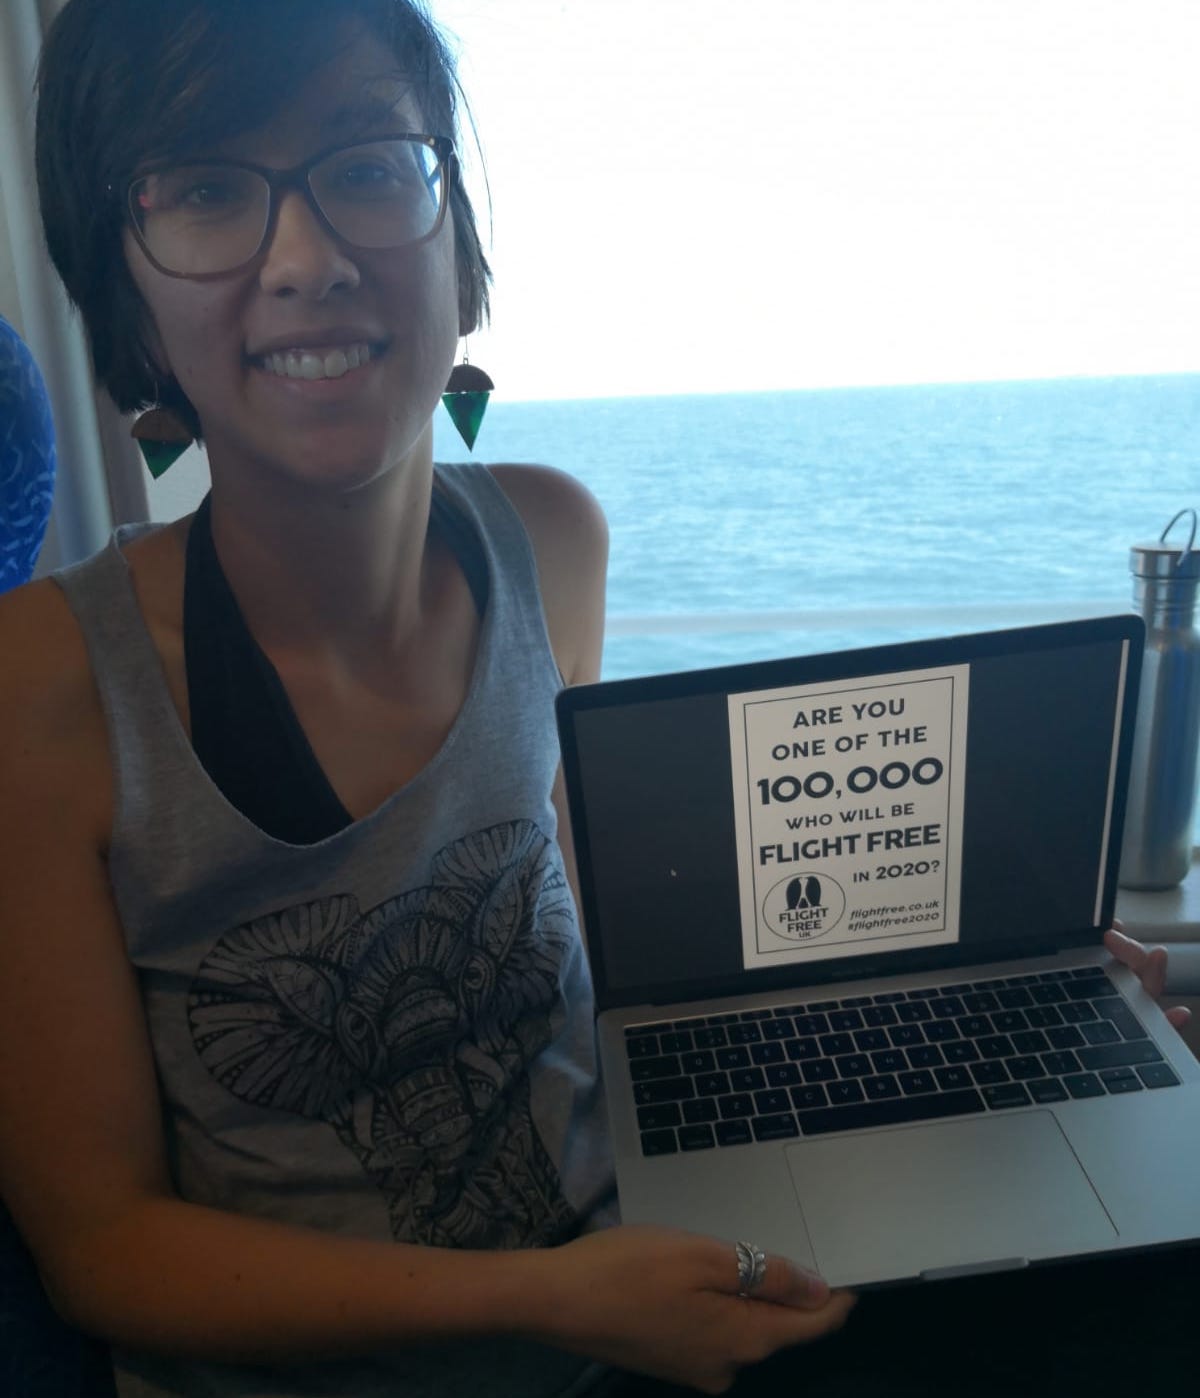 ARE YOU
ONE OF THE
100,000
WHO WILL BE
FLIGHT FREE
IN 2020?
FLIGHT
FREE
UK
flightfree.co.uk
#flightfree2020